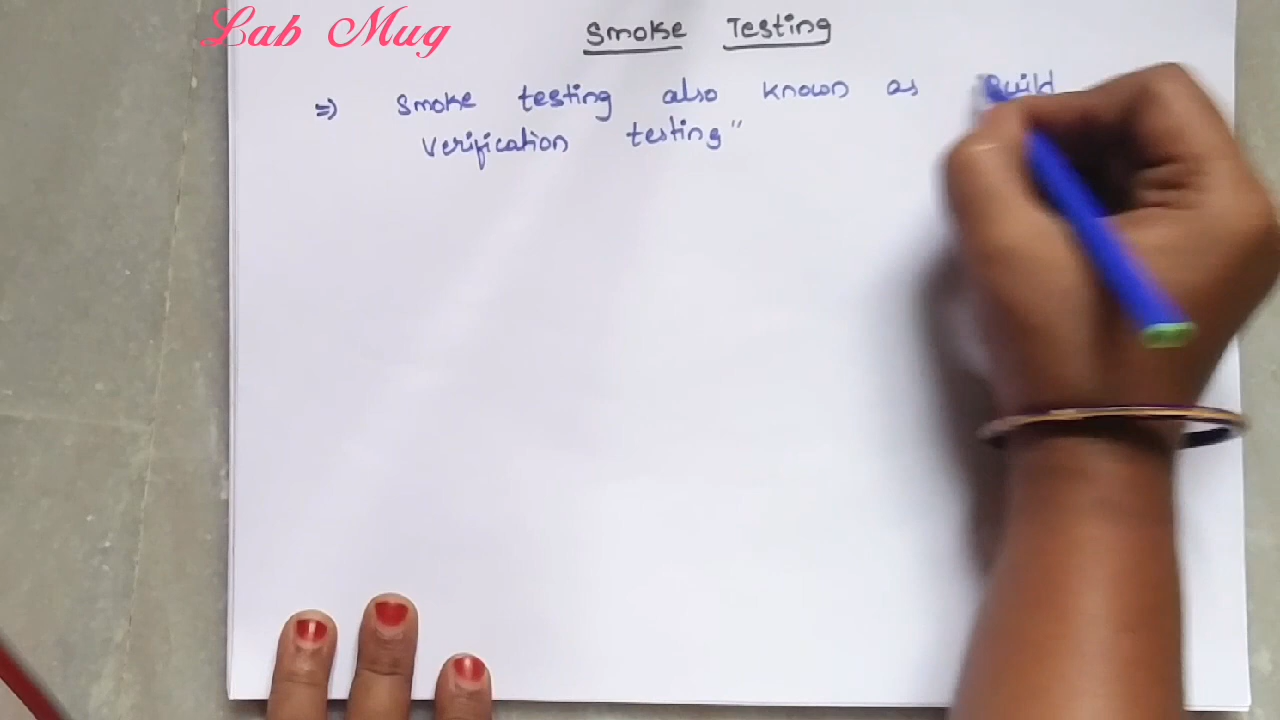 Lab Mug
Smoke Testing
⇒ Smoke testing also known as Build
verification testing"